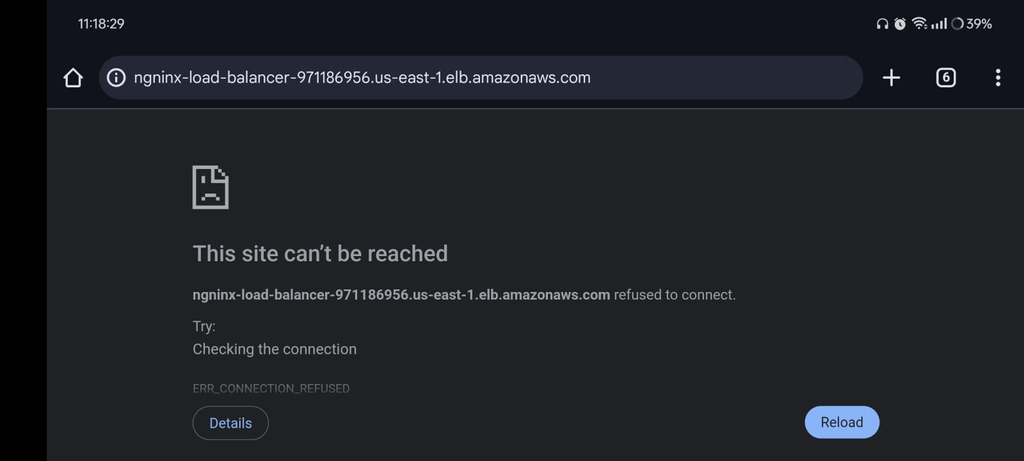 11:18:29
39%
ngninx-load-balancer-971186956.us-east-1.elb.amazonaws.com
6
This site can’t be reached
ngninx-load-balancer-971186956.us-east-1.elb.amazonaws.com refused to connect.
Try:
Checking the connection
ERR_CONNECTION_REFUSED
Details
Reload